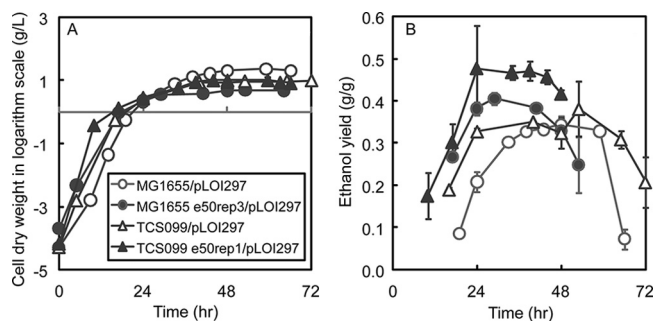 A
Cell dry weight in logarithm scale (g/L)
3
1
-1
-3
-5
MG1655/pLOI297
MG1655 e50rep3/pLOI297
TCS099/pLOI297
TCS099 e50rep1/pLOI297
0 24 48 72
Time (hr)
B
Ethanol yield (g/g)
0.6
0.5
0.4
0.3
0.2
0.1
0.0
0 24 48 72
Time (hr)